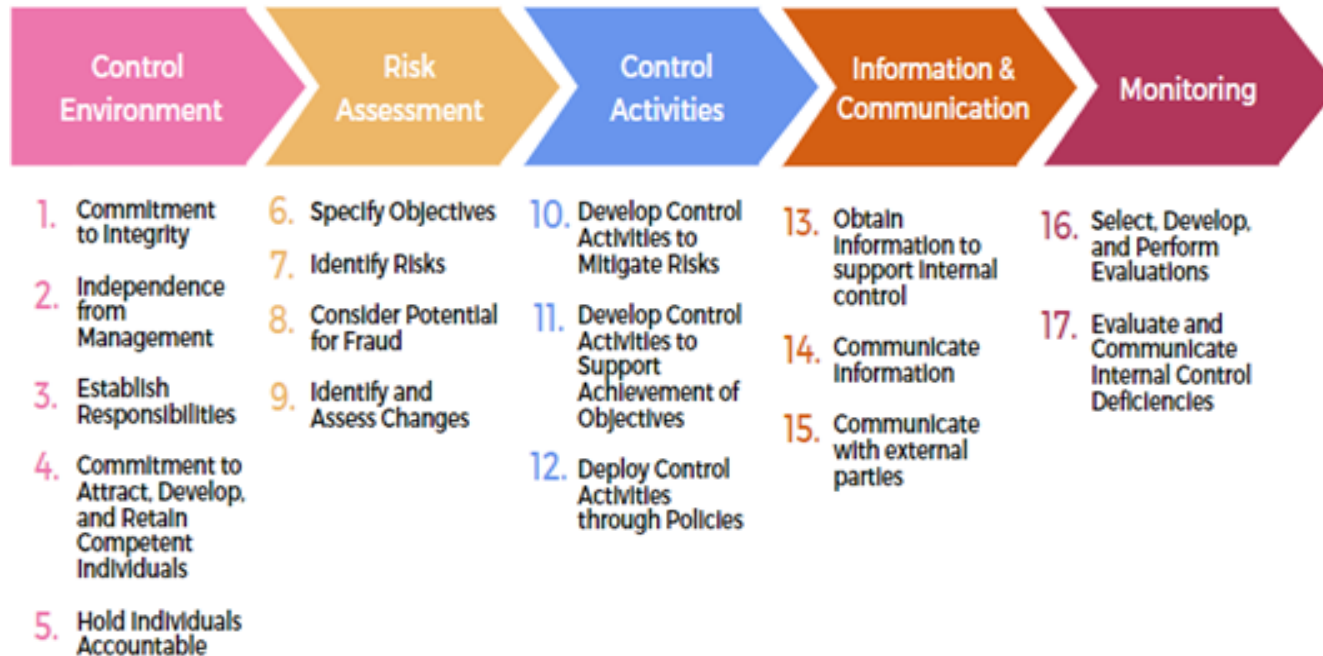 Control
Environment
Risk
Assessment
Control
Activities
Information &
Communication
Monitoring
1. Commitment
to Integrity
2. Independence
from
Management
3. Establish
Responsibilities
4. Commitment to
Attract, Develop,
and Retain
Competent
Individuals
5. Hold Individuals
Accountable
6. Specify Objectives
7. Identify Risks
8. Consider Potential
for Fraud
9. Identify and
Assess Changes
10. Develop Control
Activities to
Mitigate Risks
11. Develop Control
Activities to
Support
Achievement of
Objectives
12. Deploy Control
Activities
through Policies
13. Obtain
information to
support internal
control
14. Communicate
information
15. Communicate
with external
parties
16. Select, Develop,
and Perform
Evaluations
17. Evaluate and
Communicate
Internal Control
Deficiencies